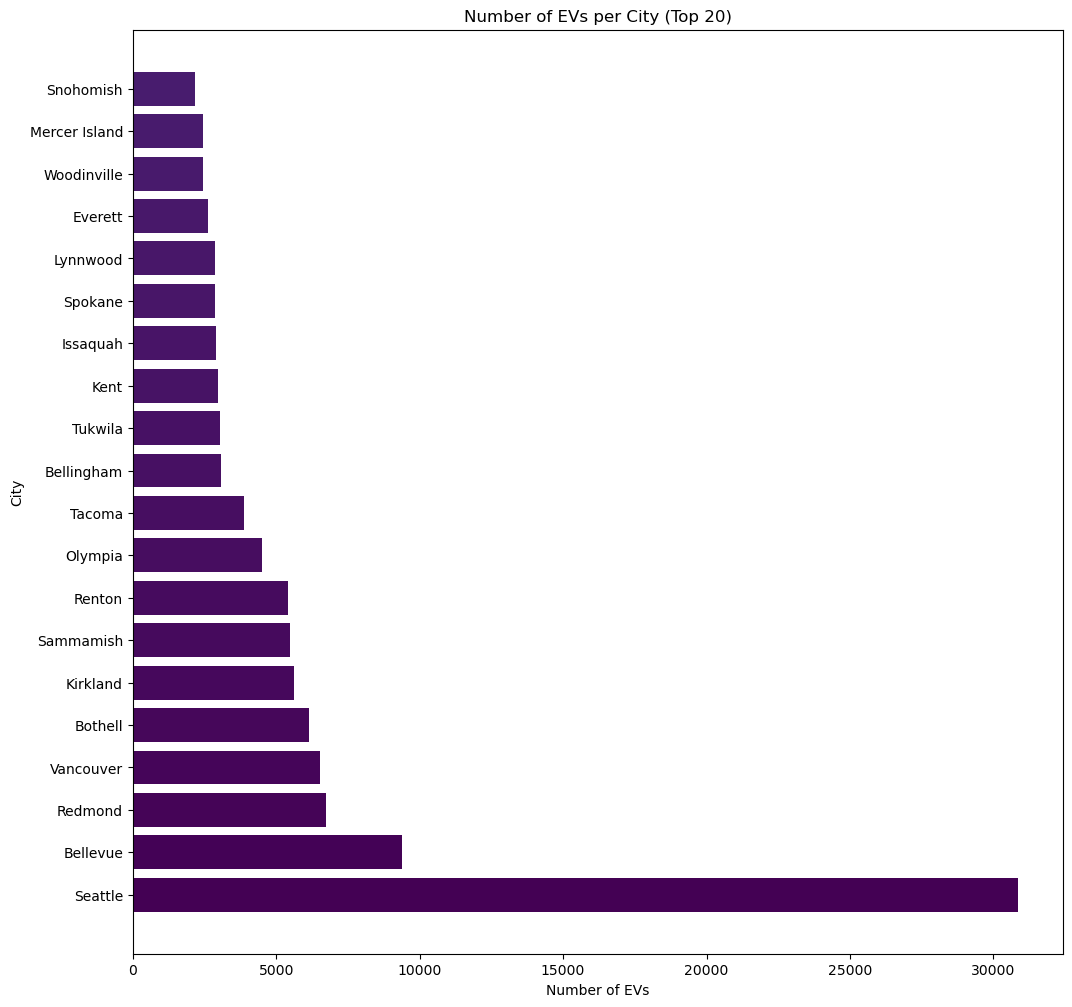 Number of EVs per City (Top 20)
Snohomish
Mercer Island
Woodinville
Everett
Lynnwood
Spokane
Issaquah
Kent
Tukwila
Bellingham
Tacoma
Olympia
Renton
Sammamish
Kirkland
Bothell
Vancouver
Redmond
Bellevue
Seattle
City
0 5000 10000 15000 20000 25000 30000
Number of EVs